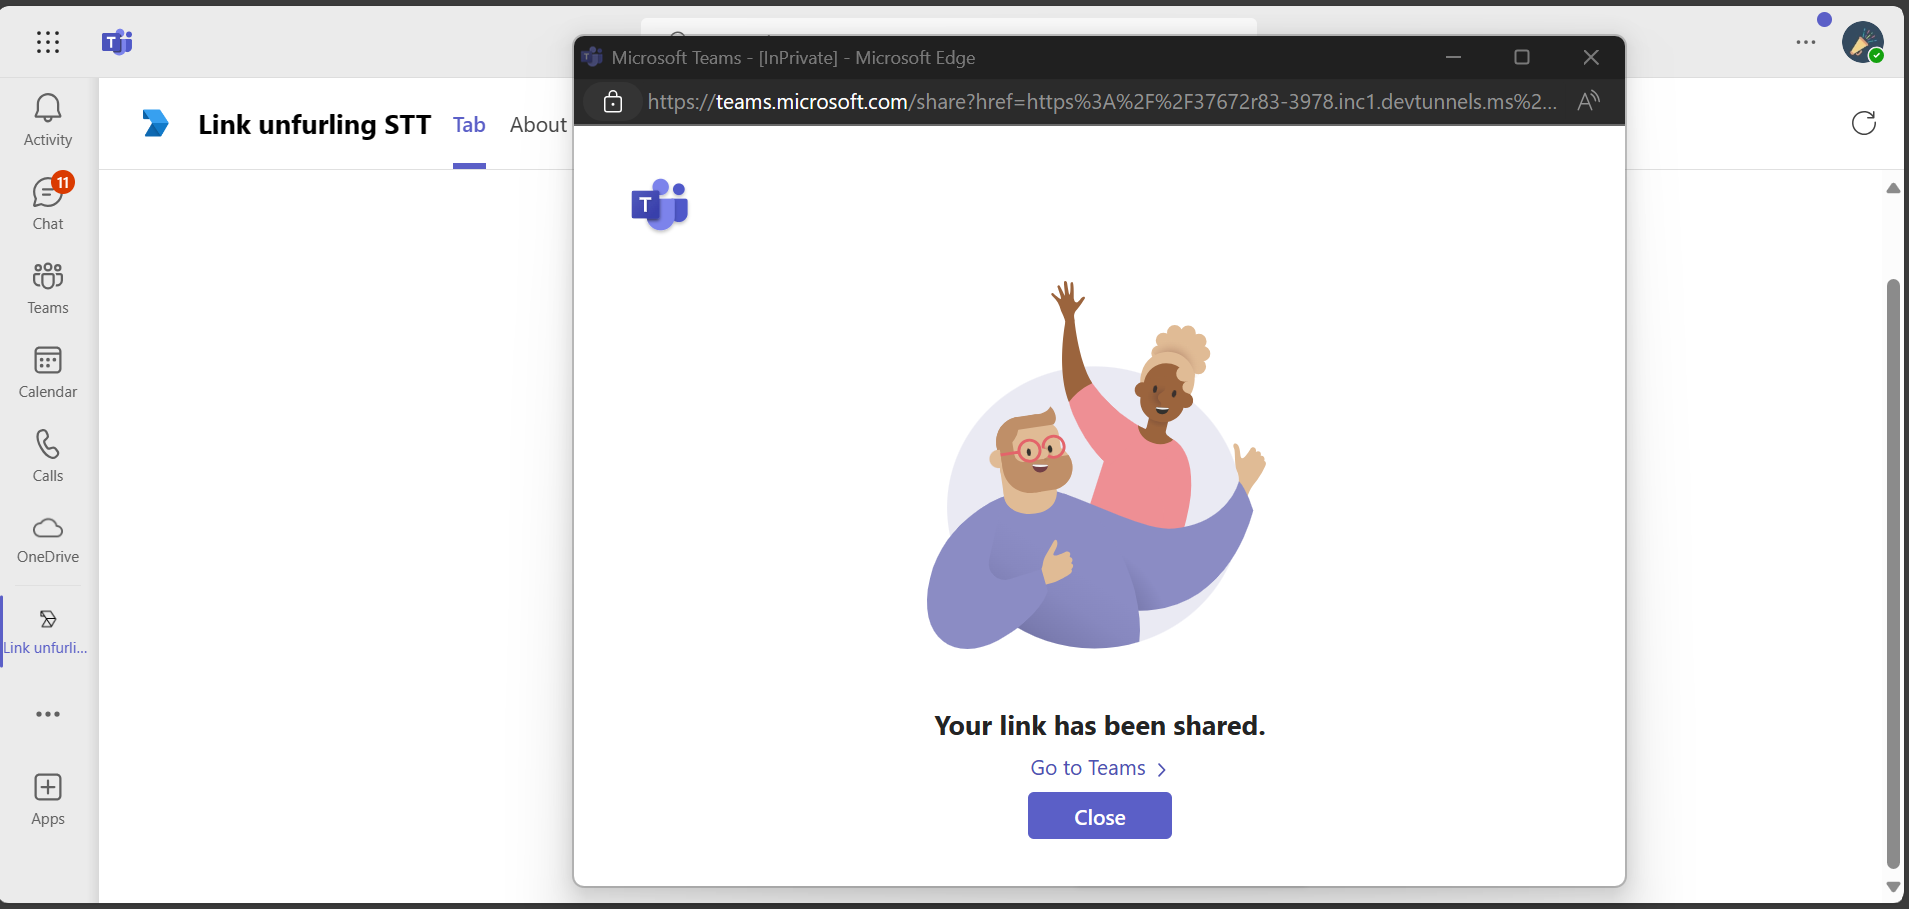 Microsoft Teams - [InPrivate] - Microsoft Edge
https://teams.microsoft.com/share?href=https%3A%2F%2F37672r83-3978.inc1.devtunnels.ms%2...
Link unfurling STT
Tab
About
Activity
11
Chat
Teams
Calendar
Calls
OneDrive
Link unfurli...
Apps
T
T
Your link has been shared.
Go to Teams
Close